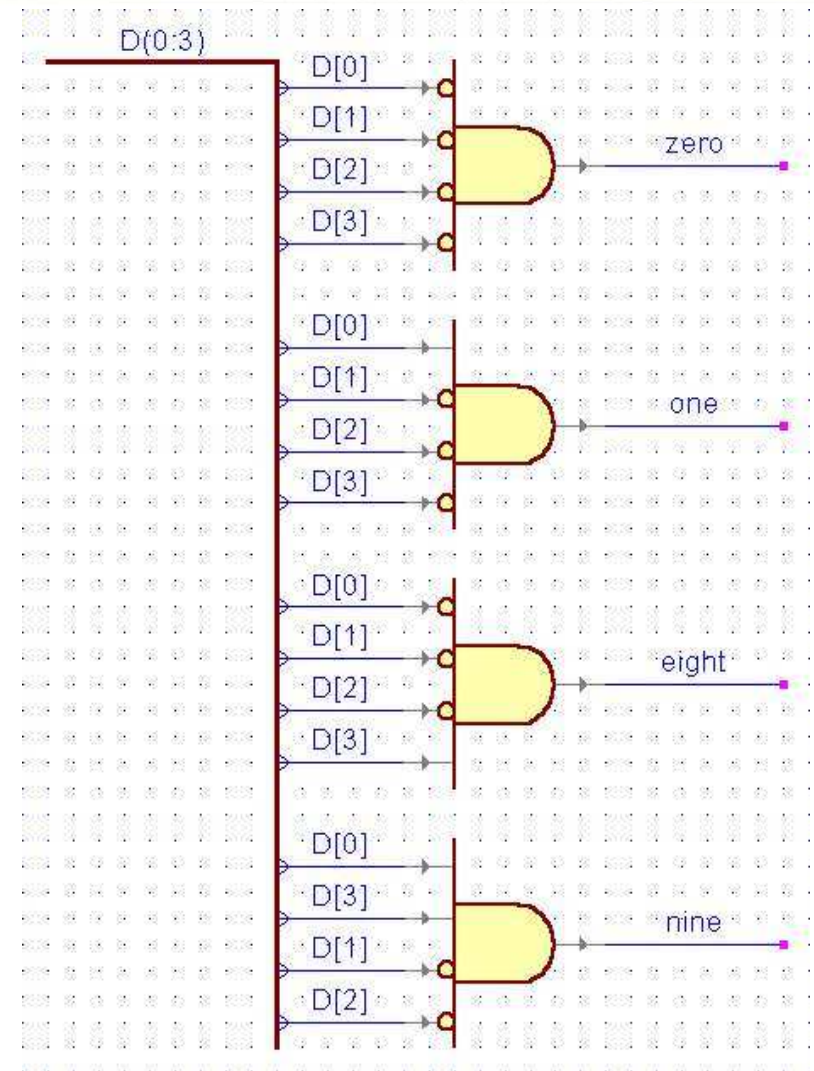 D(0:3)
D[0]
D[1]
D[2]
D[3]
zero
D[0]
D[1]
D[2]
D[3]
one
D[0]
D[1]
D[2]
D[3]
eight
D[0]
D[3]
D[1]
D[2]
nine